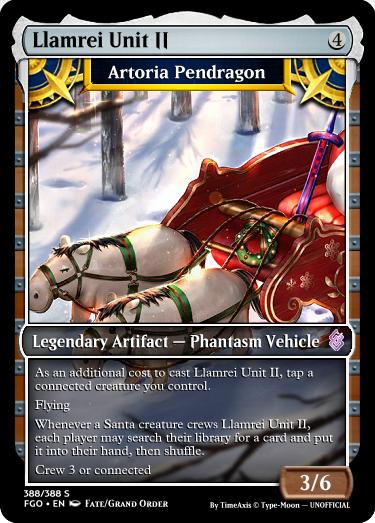 Llamrei Unit II 4
Artoria Pendragon
Legendary Artifact — Phantasm Vehicle
As an additional cost to cast Llamrei Unit II, tap a
connected creature you control.
Flying
Whenever a Santa creature crews Llamrei Unit II,
each player may search their library for a card and put
it into their hand, then shuffle.
Crew 3 or connected
3/6
388/388 S
FGO • EN Fate/Grand Order
By TimeAxis © Type-Moon — UNOFFICIAL